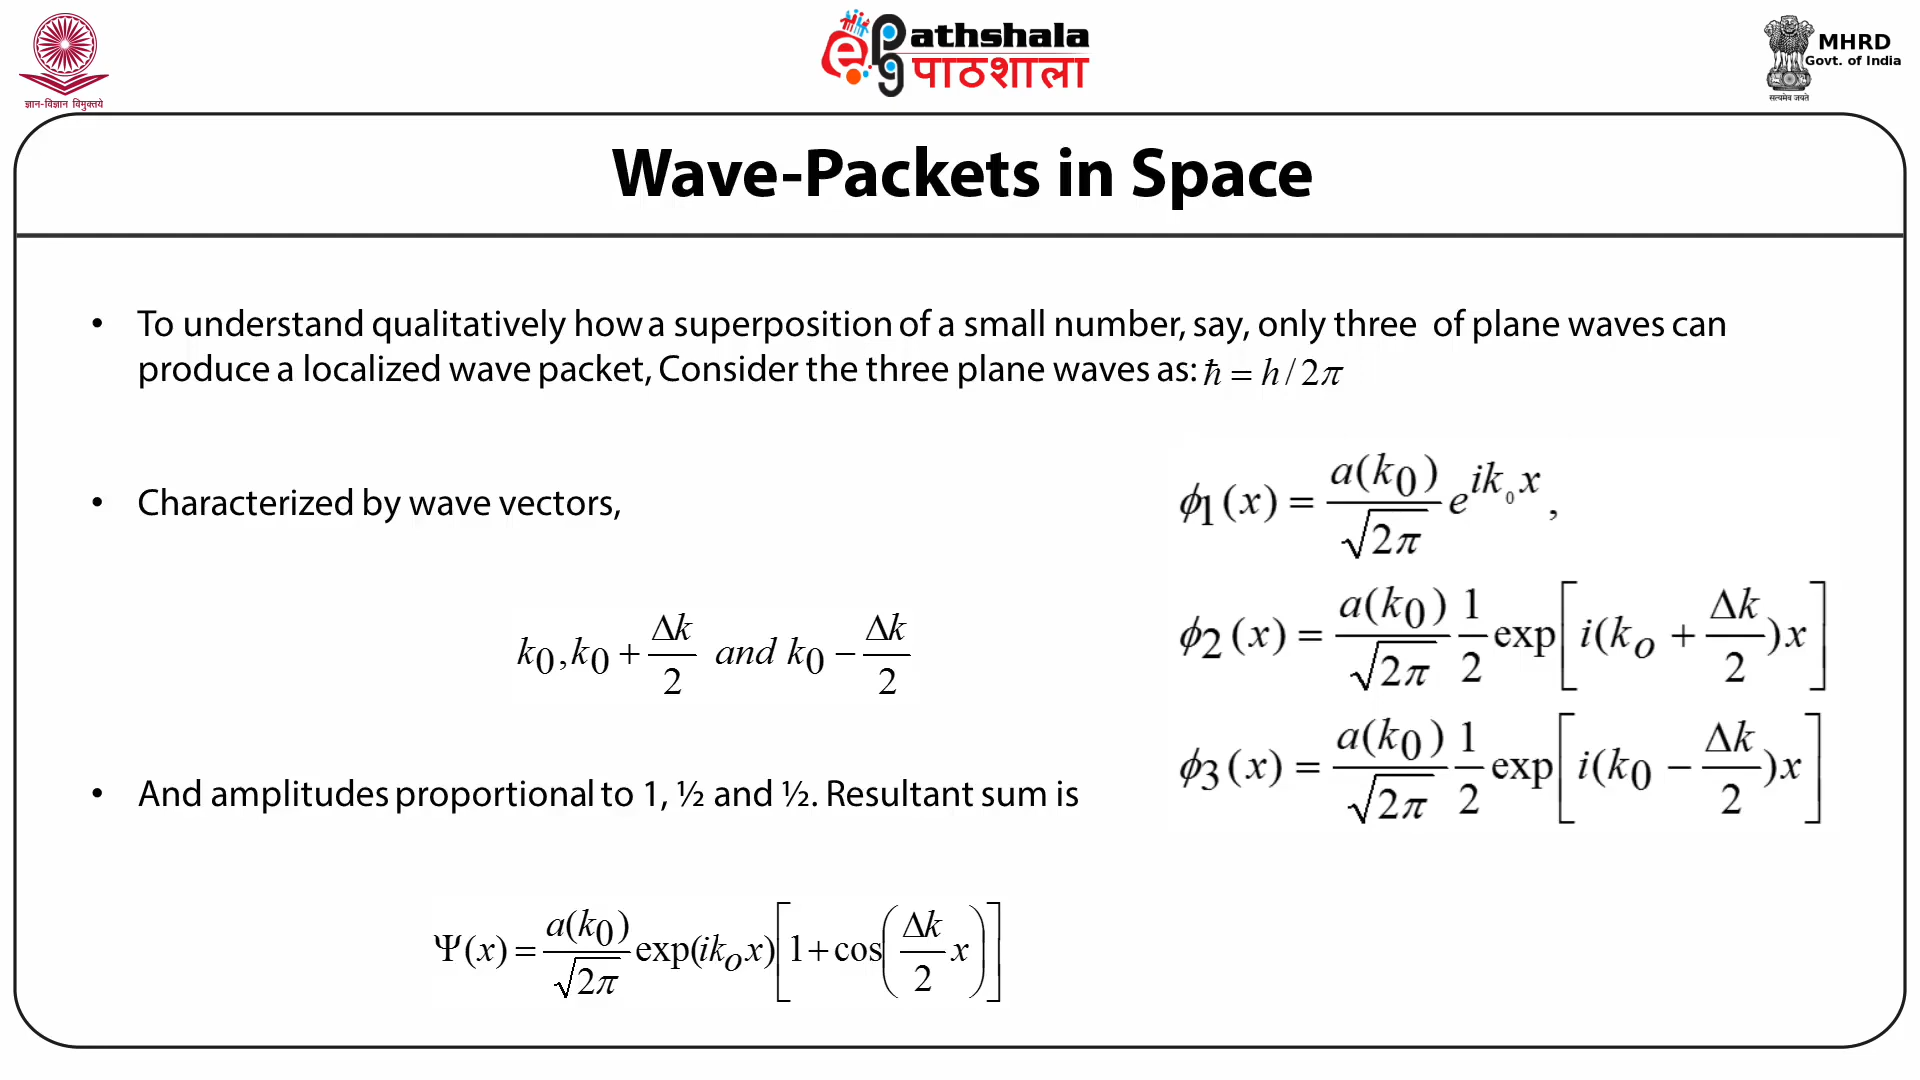 ज्ञान-विज्ञान विमुक्तये
ePathshala
पाठशाला
MHRD
Govt. of India
सत्यमेव जयते
Wave-Packets in Space
• To understand qualitatively how a superposition of a small number, say, only three of plane waves can
produce a localized wave packet, Consider the three plane waves as: ħ = h / 2π
• Characterized by wave vectors,
k₀, k₀ + Δk/2 and k₀ − Δk/2
• And amplitudes proportional to 1, ½ and ½. Resultant sum is
Ψ(x) = a(k₀)/√2π exp(ikₒx)[1 + cos(Δk/2 x)]
ϕ₁(x) = a(k₀)/√2π e^{ik₀x},
ϕ₂(x) = a(k₀)/√2π 1/2 exp[i(kₒ + Δk/2)x]
ϕ₃(x) = a(k₀)/√2π 1/2 exp[i(k₀ − Δk/2)x]